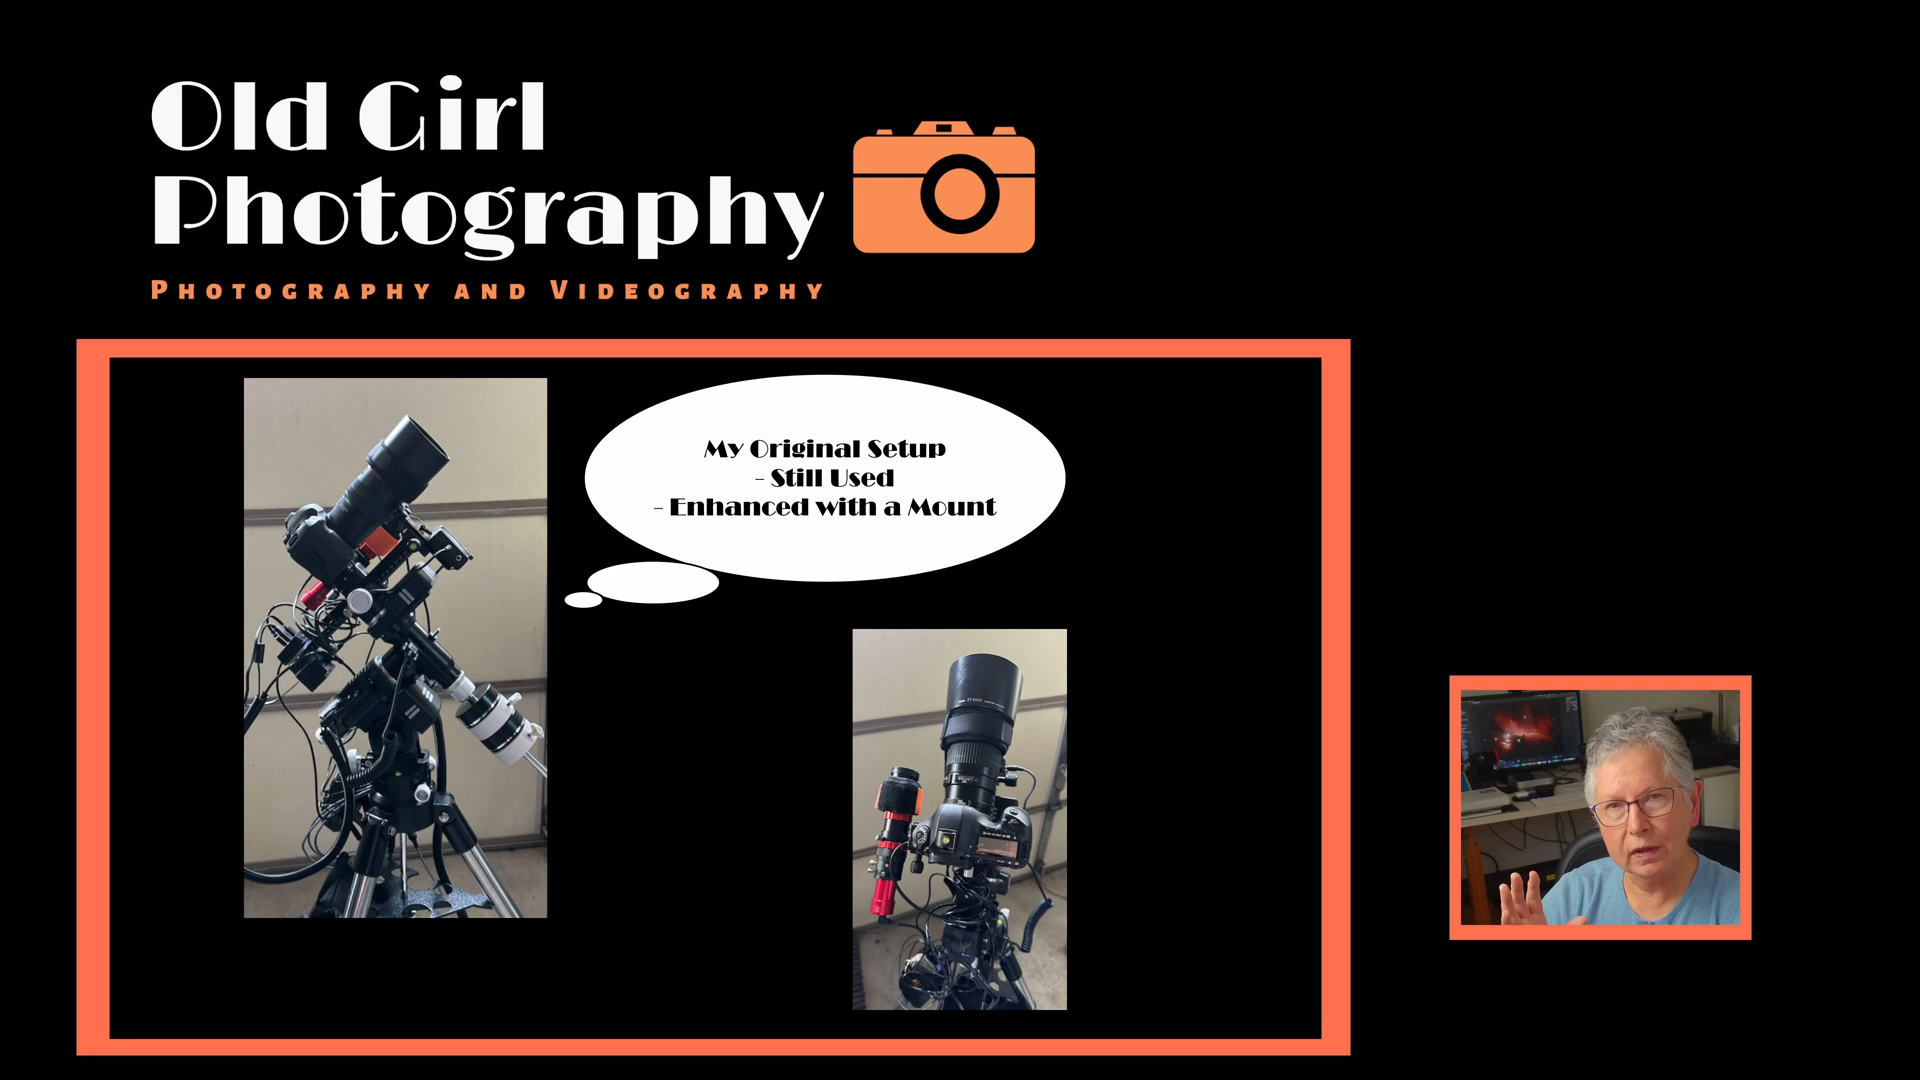 Old Girl
Photography
Photography and Videography
My Original Setup
- Still Used
- Enhanced with a Mount